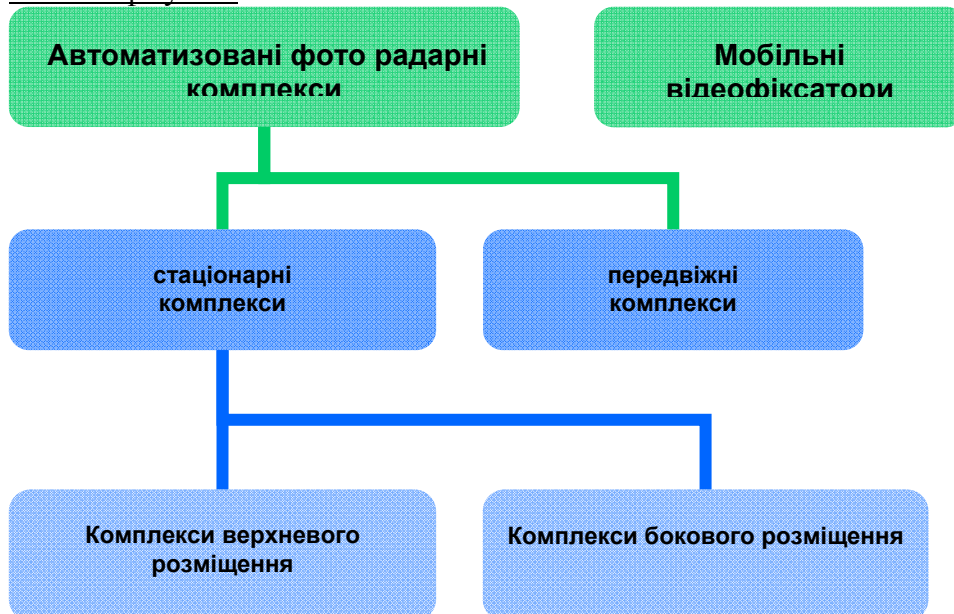 Автоматизовані фото радарні
комплекси
Мобільні
відеофіксатори
стаціонарні
комплекси
передвіжні
комплекси
Комплекси верхневого
розміщення
Комплекси бокового розміщення